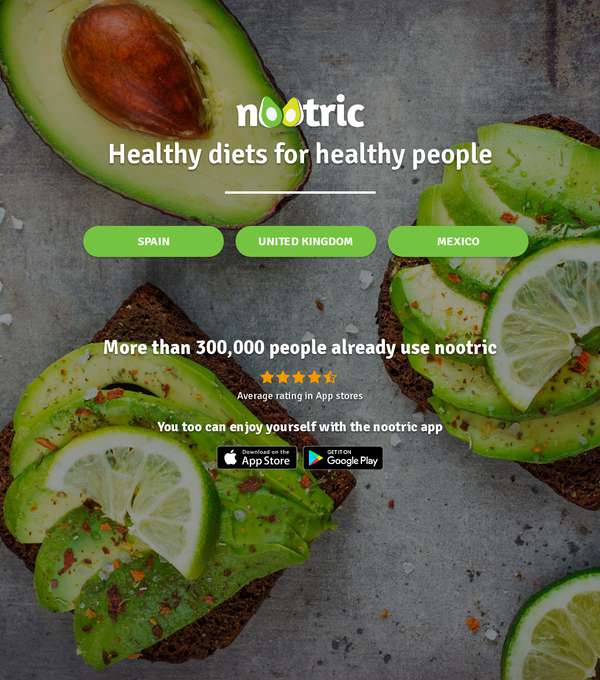 nootric
Healthy diets for healthy people
SPAIN
UNITED KINGDOM
MEXICO
More than 300,000 people already use nootric
Average rating in App stores
You too can enjoy yourself with the nootric app
Download on the
App Store
GET IT ON
Google Play